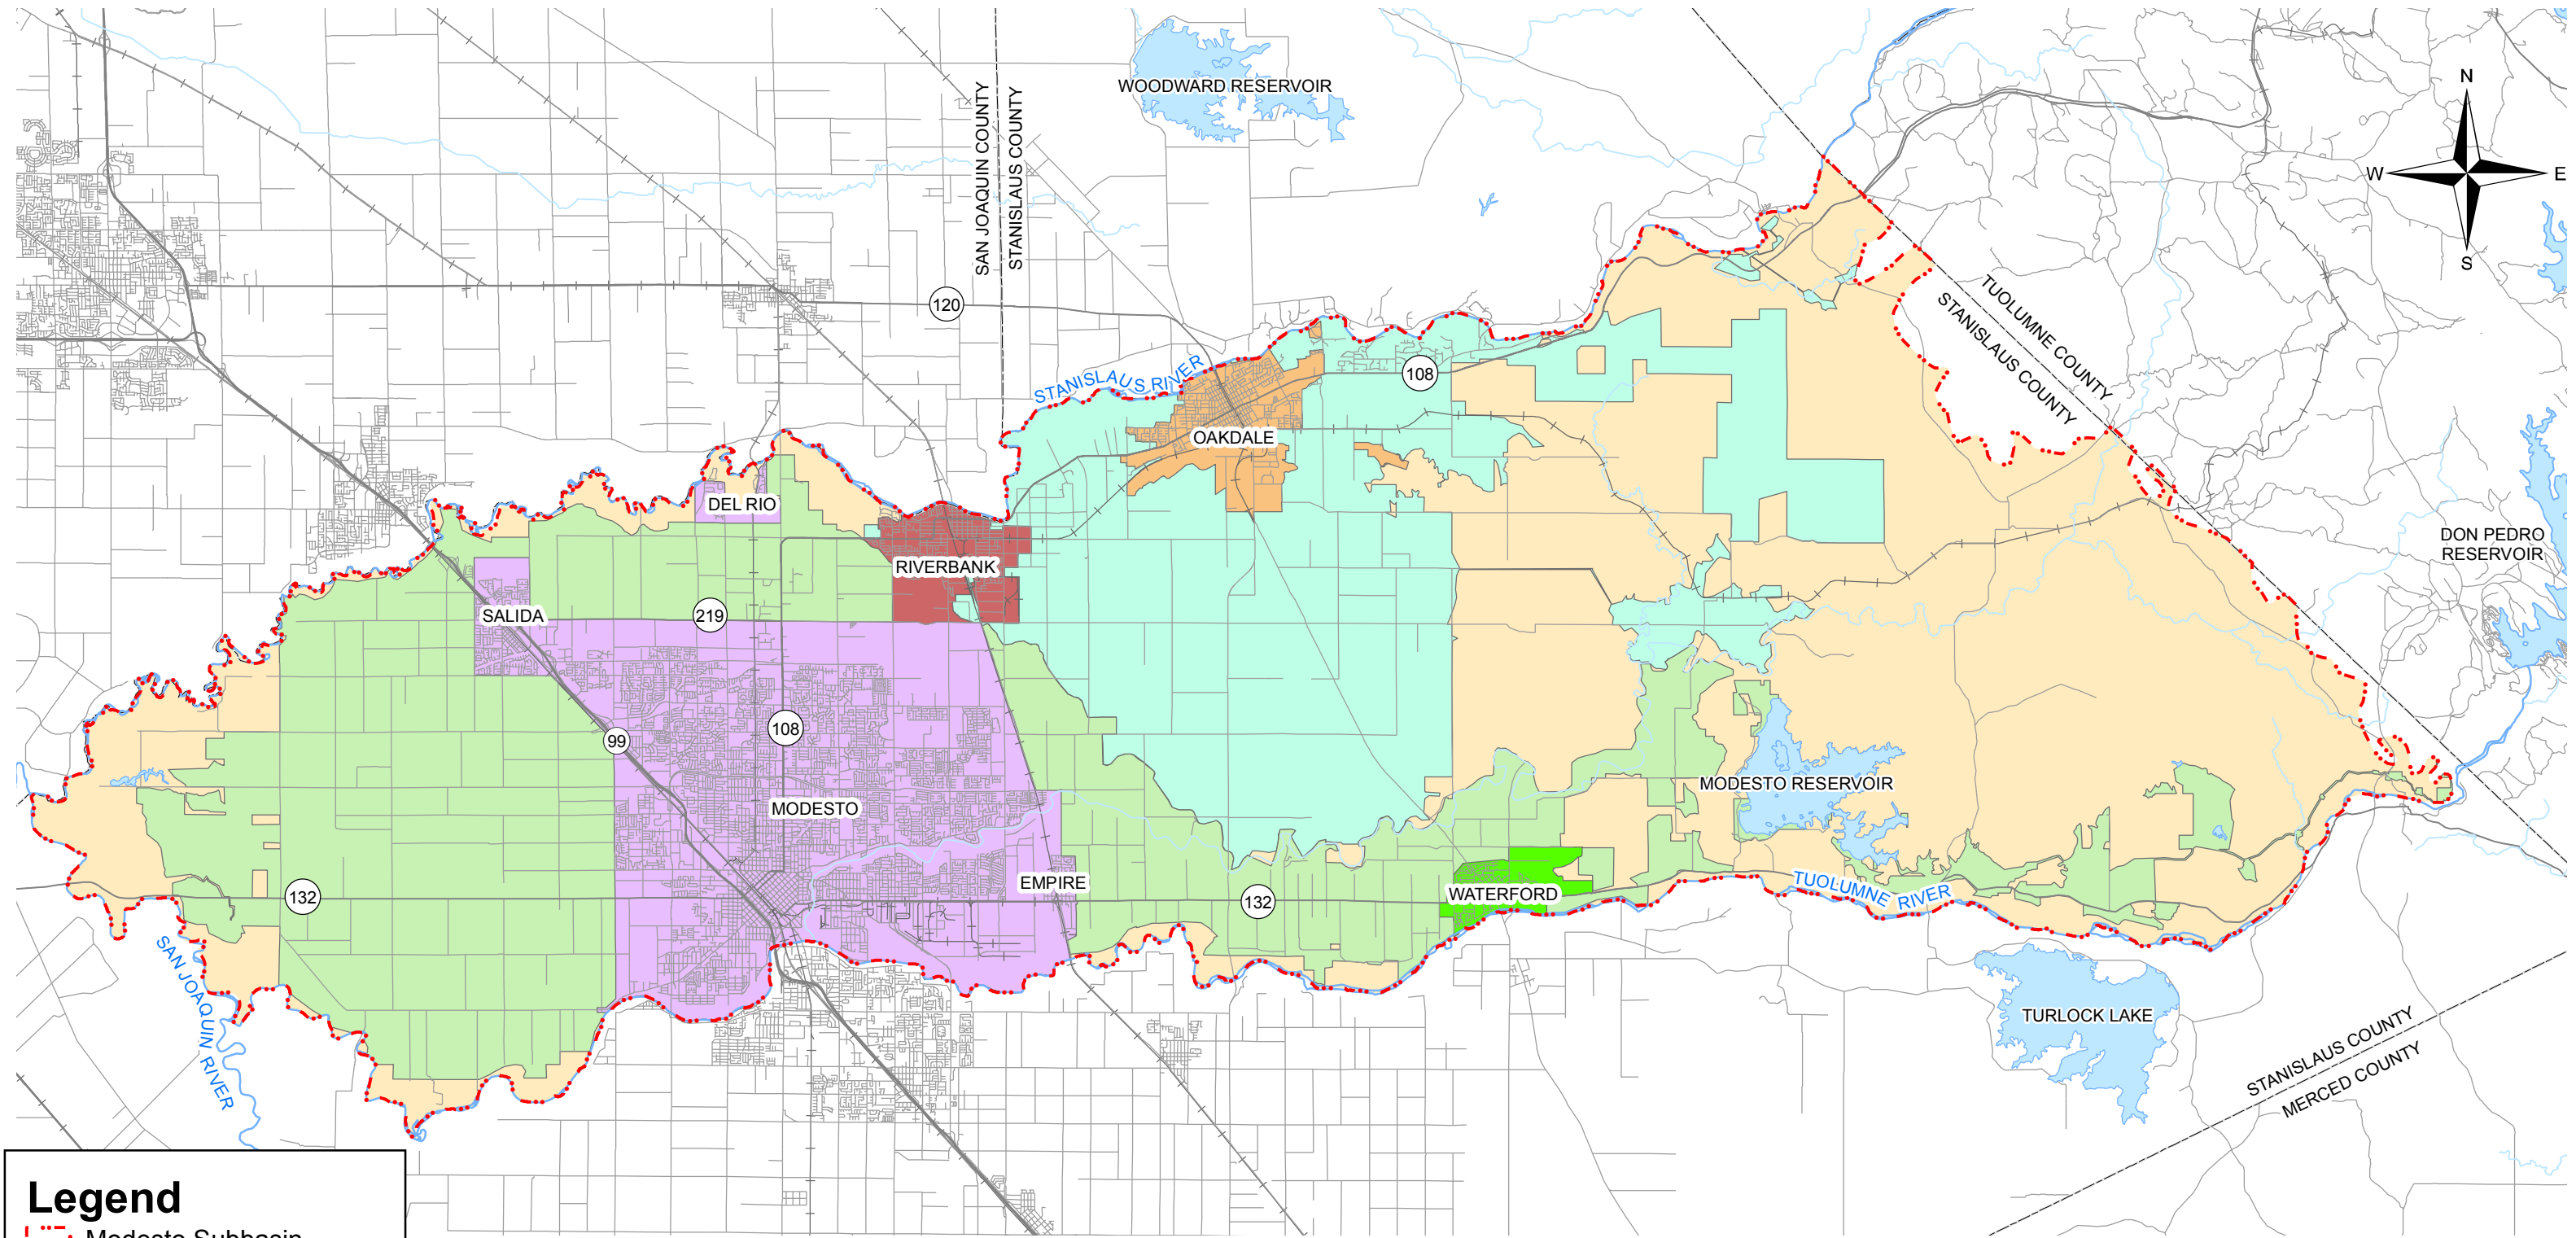 WOODWARD RESERVOIR
N
W
E
S
SAN JOAQUIN COUNTY
STANISLAUS COUNTY
120
TUOLUMNE COUNTY
STANISLAUS COUNTY
STANISLAUS RIVER
108
OAKDALE
DEL RIO
DON PEDRO
RESERVOIR
RIVERBANK
SALIDA
219
108
99
MODESTO RESERVOIR
MODESTO
EMPIRE
132
132
WATERFORD
TUOLUMNE RIVER
SAN JOAQUIN RIVER
TURLOCK LAKE
STANISLAUS COUNTY
MERCED COUNTY
Legend
Modesto Subbasin